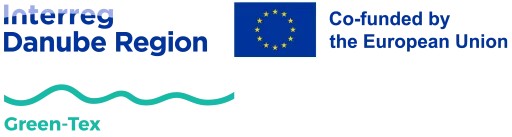 Interreg
Danube Region
Co-funded by
the European Union
Green-Tex